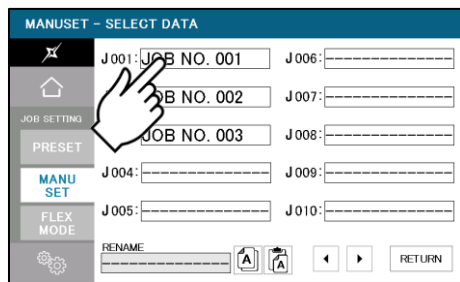 MANUSET - SELECT DATA
J001: JOB NO. 001
J006: --------------
JOB NO. 002
J007: --------------
JOB SETTING
JOB NO. 003
J008: --------------
PRESET
J004: --------------
J009: --------------
MANU
SET
J005: --------------
J010: --------------
FLEX
MODE
RENAME
--------------
A
A
RETURN